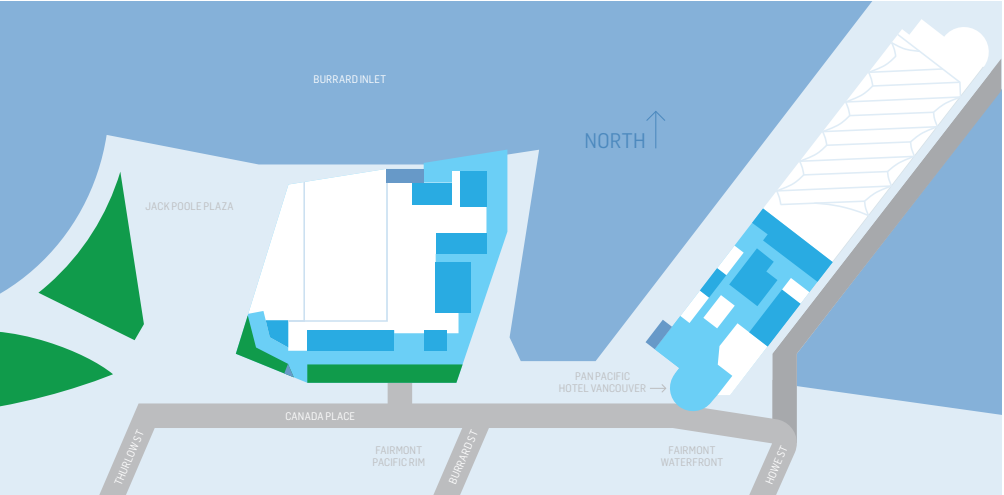 BURRARD INLET
NORTH
JACK POOLE PLAZA
PAN PACIFIC
HOTEL VANCOUVER
CANADA PLACE
THURLOW ST
FAIRMONT
PACIFIC RIM
BURRARD ST
FAIRMONT
WATERFRONT
HOWE ST